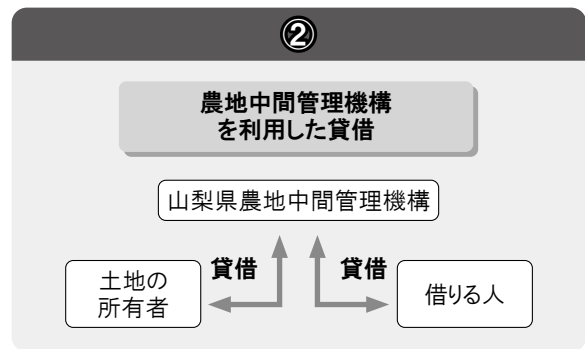 ②
農地中間管理機構
を利用した貸借
山梨県農地中間管理機構
貸借
貸借
土地の
所有者
借りる人